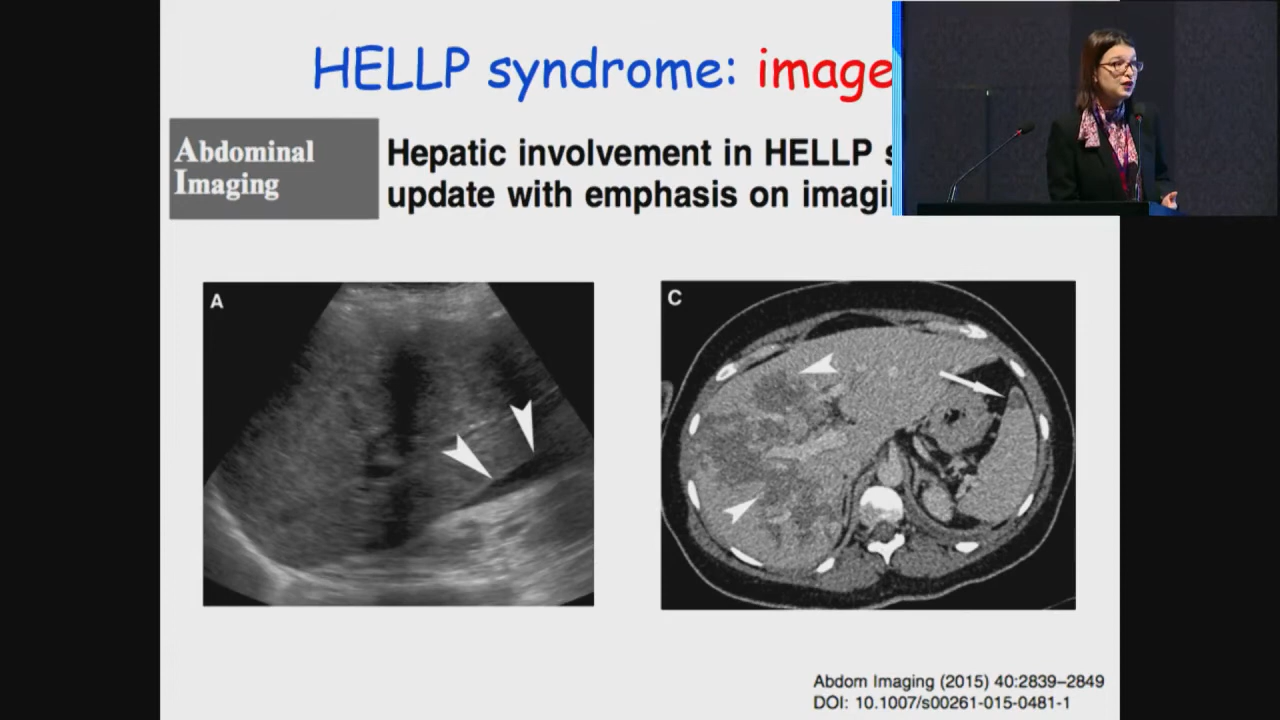 HELLP syndrome: image
Abdominal
Imaging
Hepatic involvement in HELLP s
update with emphasis on imagi
A
C
Abdom Imaging (2015) 40:2839–2849
DOI: 10.1007/s00261-015-0481-1